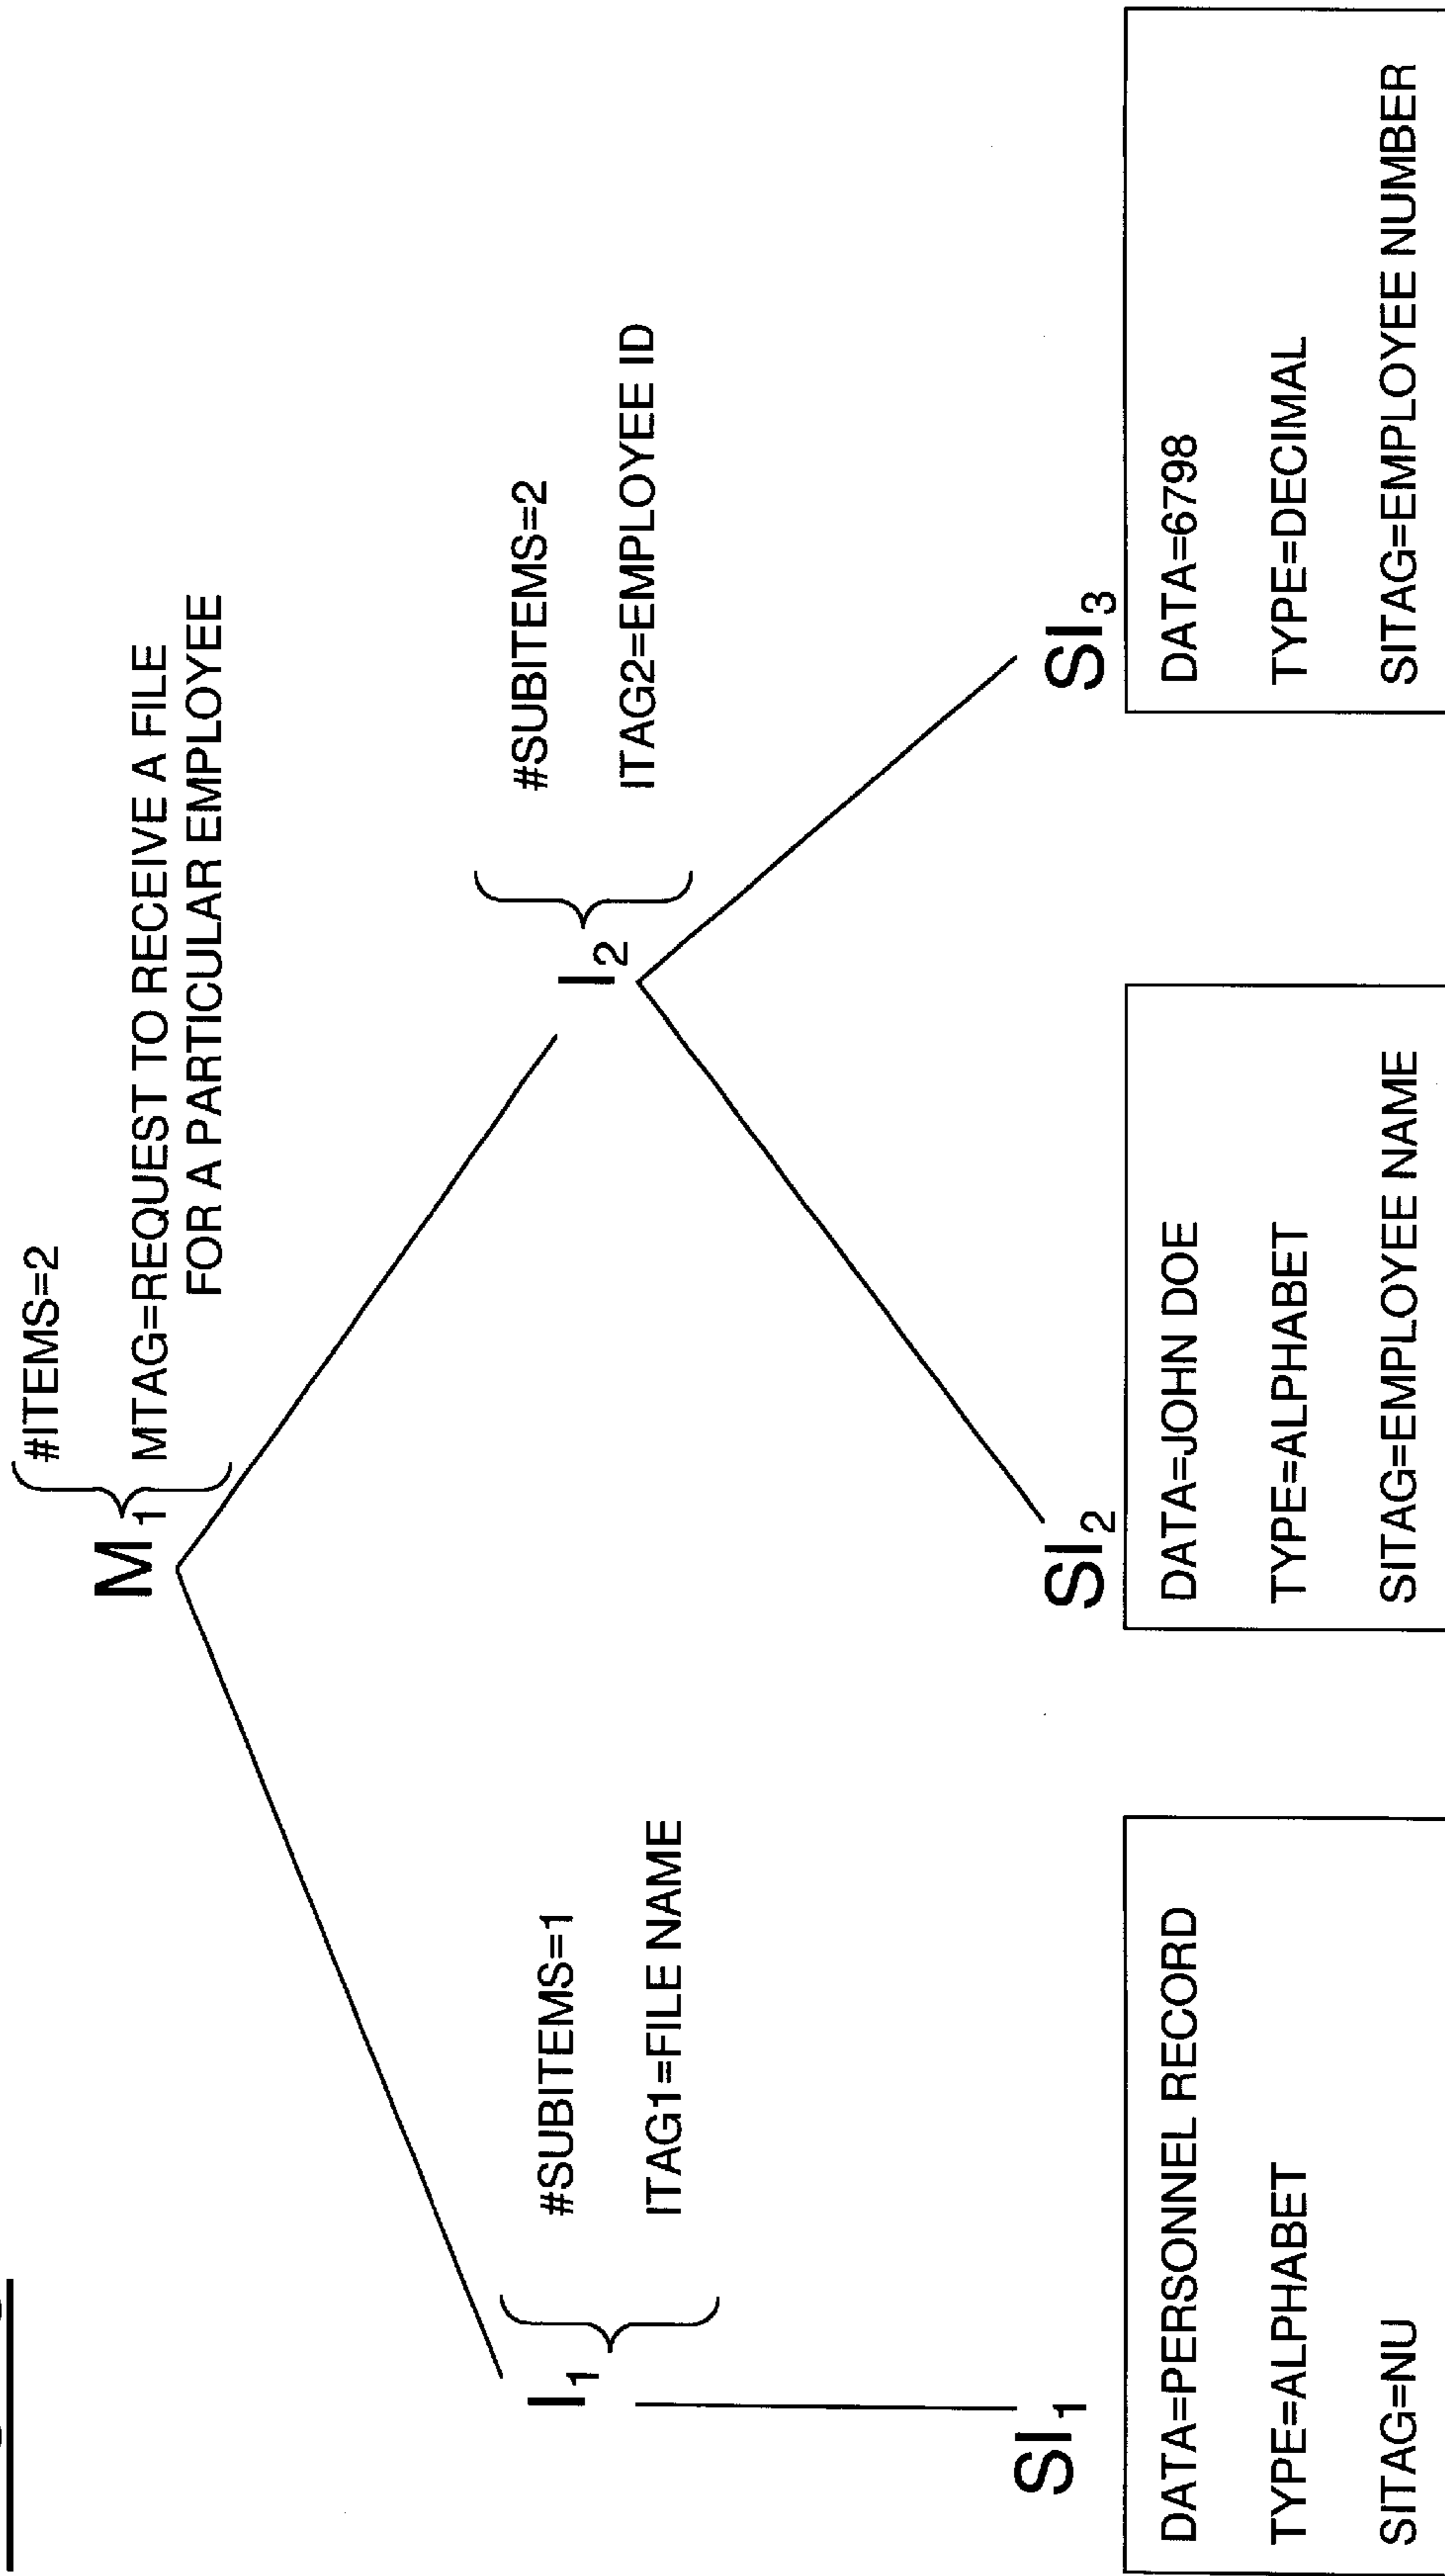 #ITEMS=2
M1
MTAG=REQUEST TO RECEIVE A FILE
FOR A PARTICULAR EMPLOYEE
I1
#SUBITEMS=1
ITAG1=FILE NAME
I2
#SUBITEMS=2
ITAG2=EMPLOYEE ID
SI1
DATA=PERSONNEL RECORD
TYPE=ALPHABET
SITAG=NU
SI2
DATA=JOHN DOE
TYPE=ALPHABET
SITAG=EMPLOYEE NAME
SI3
DATA=6798
TYPE=DECIMAL
SITAG=EMPLOYEE NUMBER